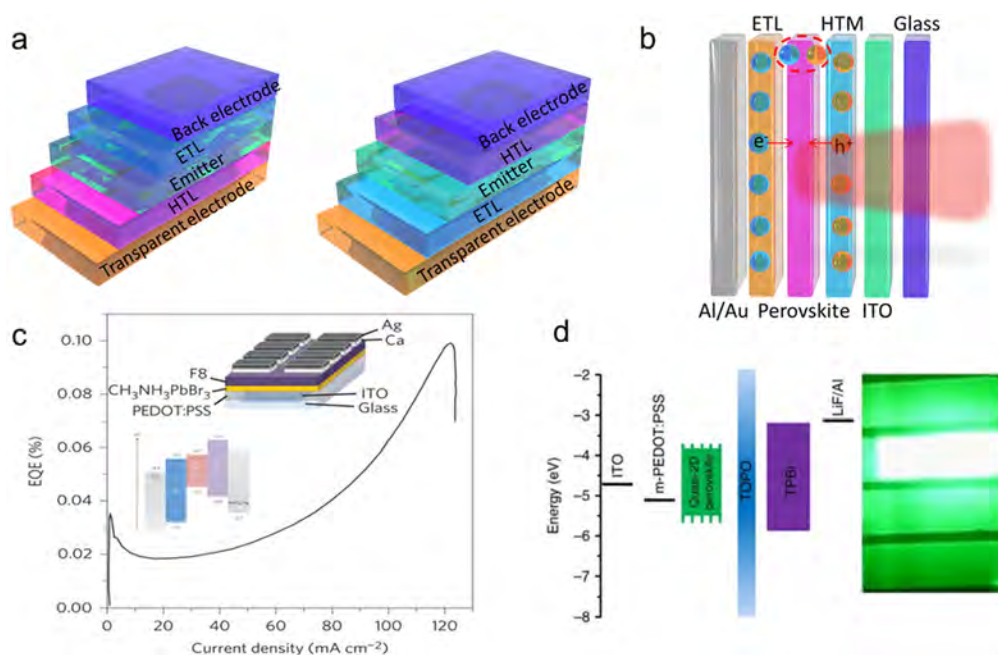 a
Back electrode
ETL
Emitter
HTL
Transparent electrode
Back electrode
HTL
Emitter
ETL
Transparent electrode
b
ETL HTM Glass
e⁻ h⁺
Al/Au Perovskite ITO
c
EQE (%)
0.10
0.08
0.06
0.04
0.02
0.00
0 20 40 60 80 100 120
Current density (mA cm⁻²)
Ag
Ca
F8
CH₃NH₃PbBr₃
PEDOT:PSS
ITO
Glass
d
Energy (eV)
−2
−3
−4
−5
−6
−7
−8
ITO
m-PEDOT:PSS
Quasi-2D
perovskite
TOPO
TPBi
LiF/Al